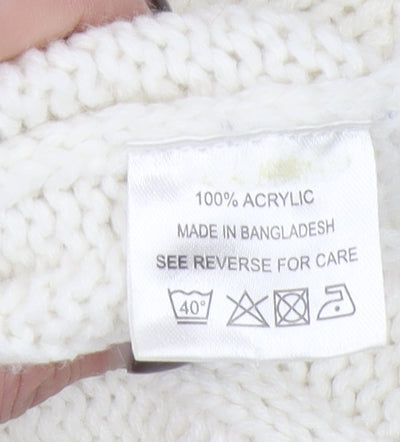 100% ACRYLIC
MADE IN BANGLADESH
SEE REVERSE FOR CARE
40°